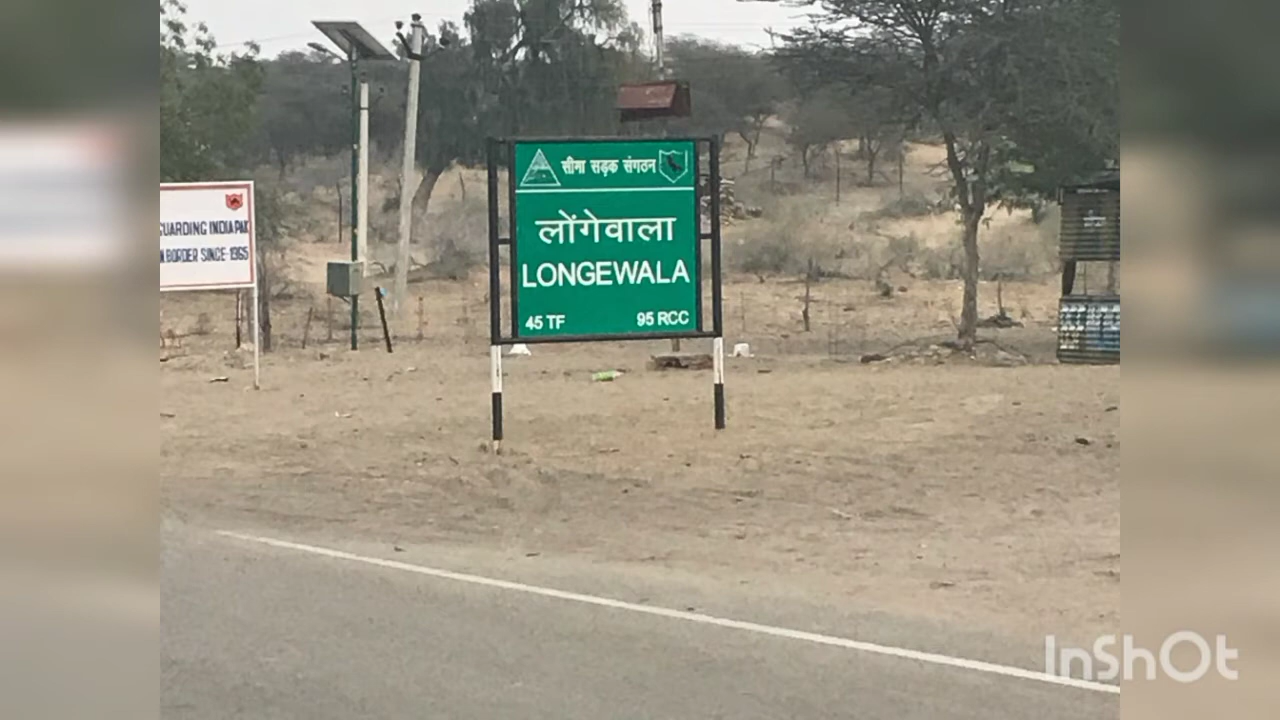 GUARDING INDIA PAK
BORDER SINCE-1965
सीमा सड़क संगठन
लोंगेवाला
LONGEWALA
45 TF
95 RCC
InShOt